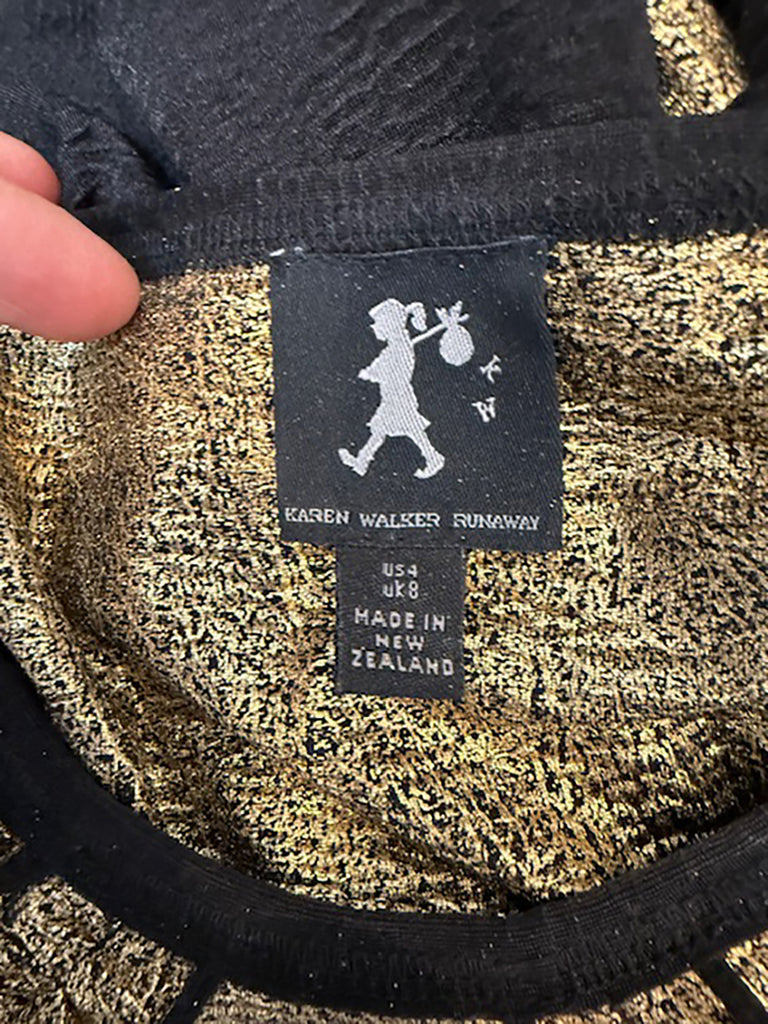 K
W
KAREN WALKER RUNAWAY
US4
UK8
MADE IN
NEW
ZEALAND